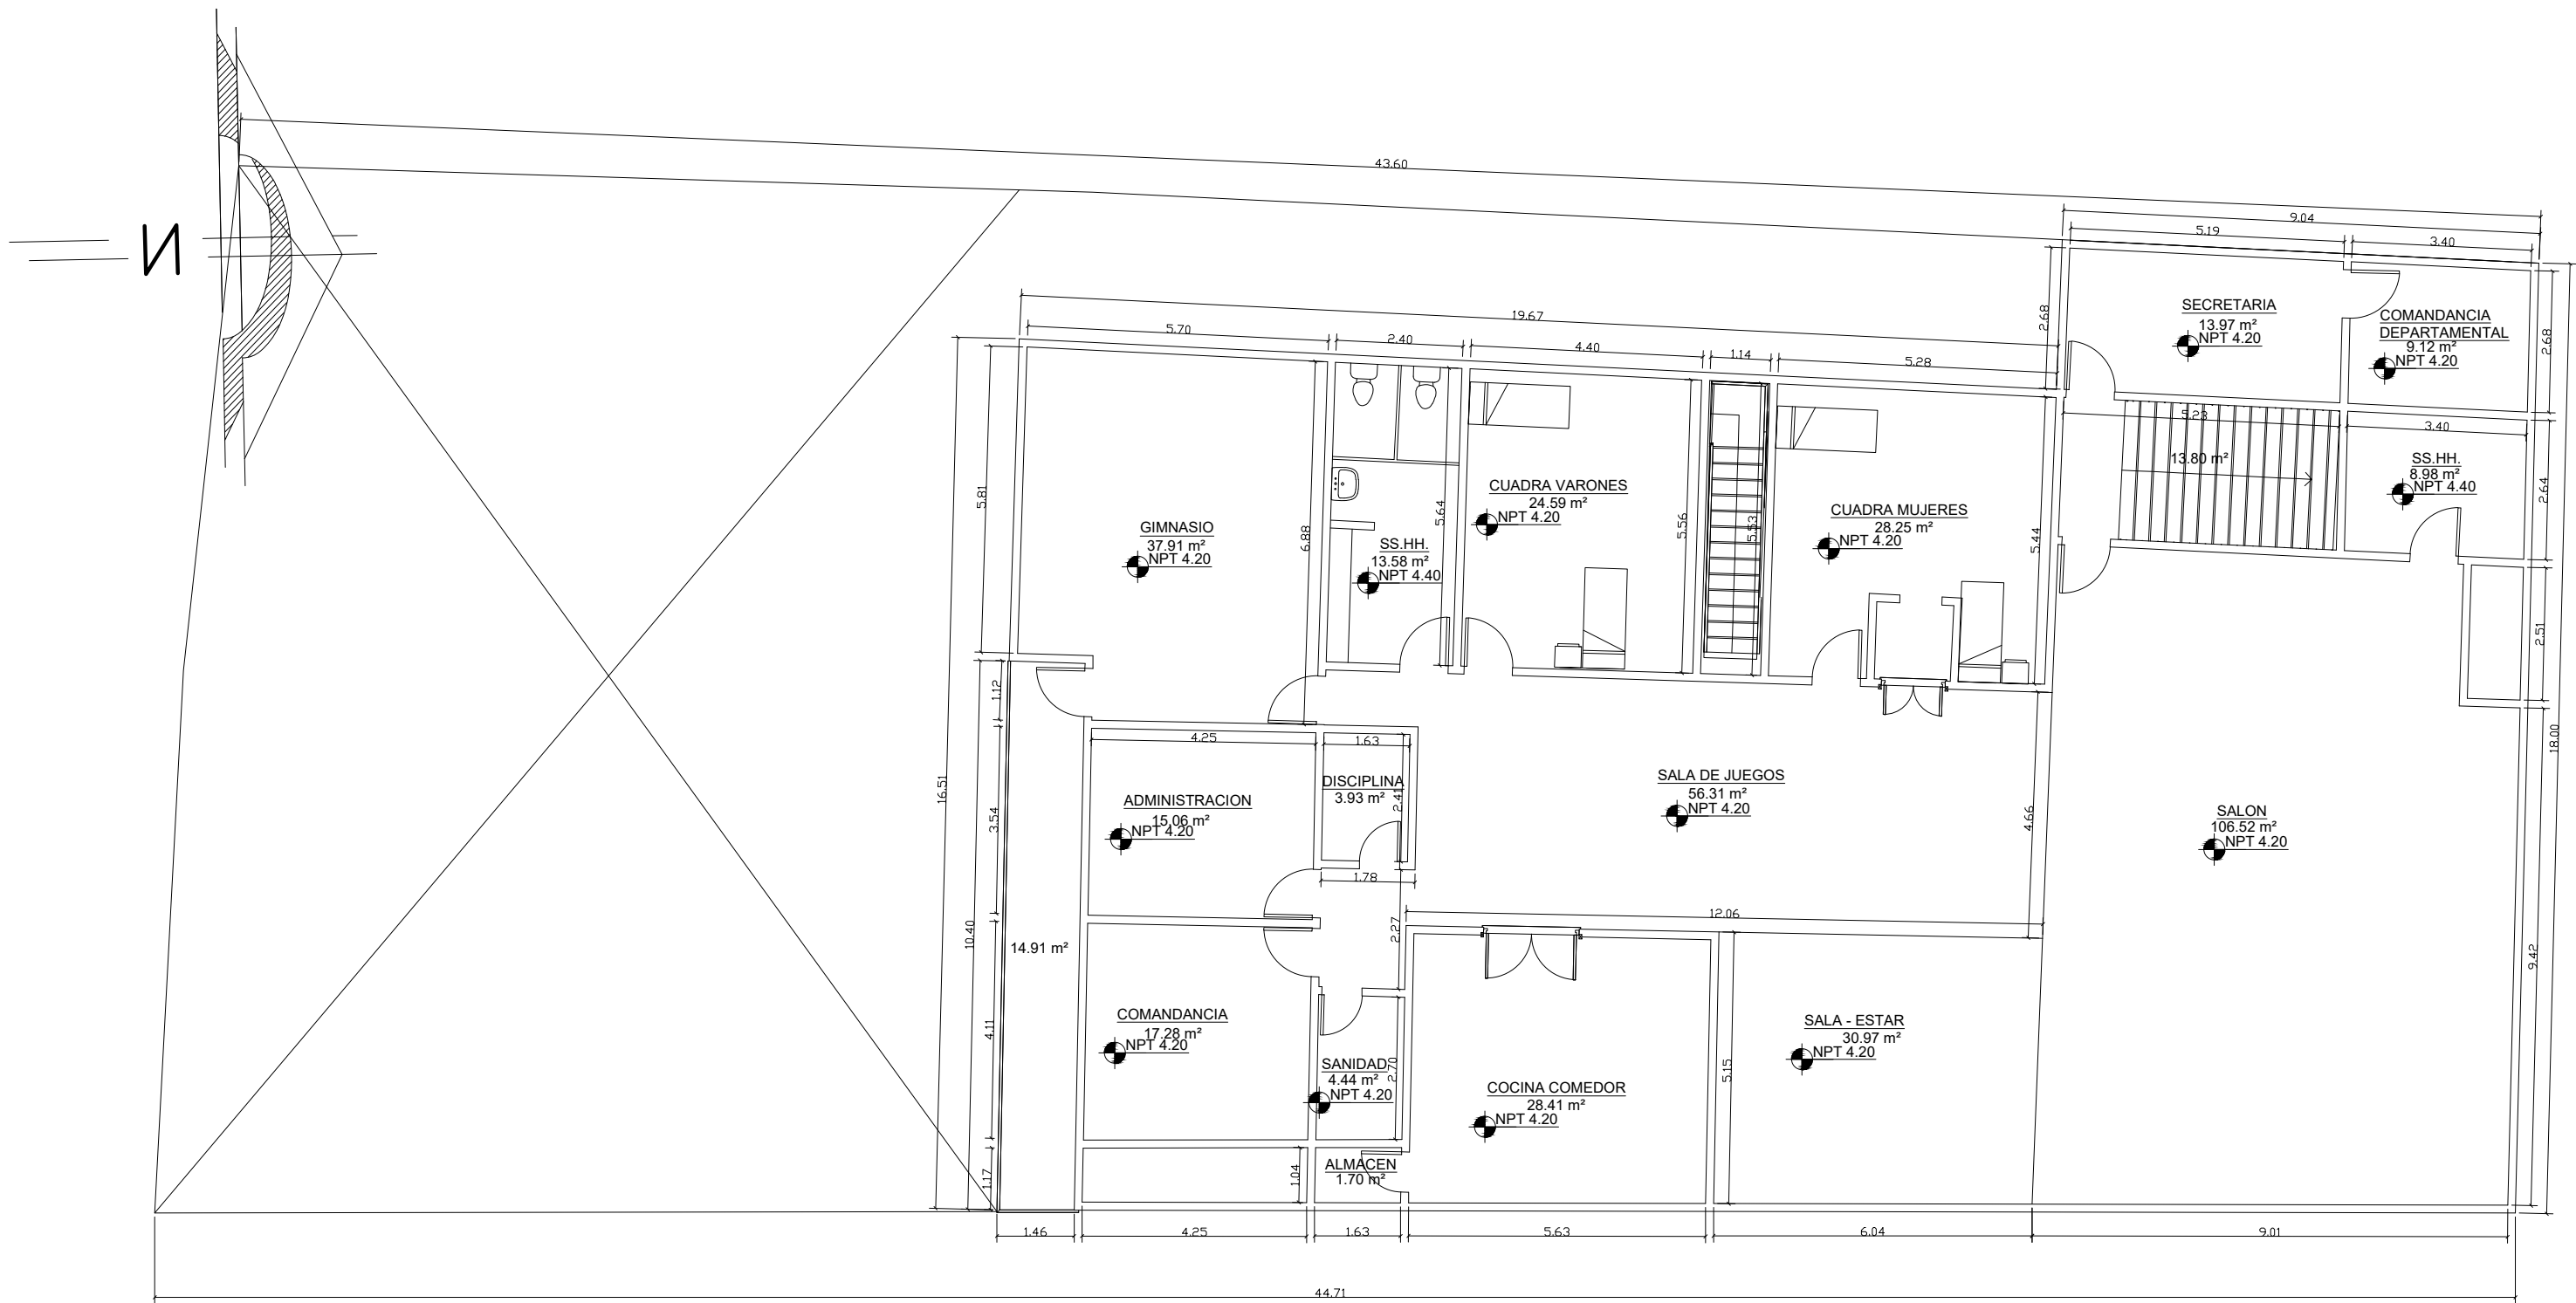 43.60
9.04
5.19
3.40
N
SECRETARIA
13.97 m²
NPT 4.20
COMANDANCIA
DEPARTAMENTAL
9.12 m²
NPT 4.20
2.68
2.68
19.67
5.70
2.40
4.40
1.14
5.28
5.23
3.40
13.80 m²
SS.HH.
8.98 m²
NPT 4.40
2.64
5.81
GIMNASIO
37.91 m²
NPT 4.20
6.88
SS.HH.
13.58 m²
NPT 4.40
5.64
CUADRA VARONES
24.59 m²
NPT 4.20
5.56
5.53
CUADRA MUJERES
28.25 m²
NPT 4.20
5.44
2.51
18.00
1.12
4.25
1.63
16.51
3.54
ADMINISTRACION
15.06 m²
NPT 4.20
DISCIPLINA
3.93 m²
2.41
1.78
SALA DE JUEGOS
56.31 m²
NPT 4.20
4.66
SALON
106.52 m²
NPT 4.20
12.06
2.27
10.40
14.91 m²
9.42
4.11
COMANDANCIA
17.28 m²
NPT 4.20
SANIDAD
4.44 m²
NPT 4.20
2.70
COCINA COMEDOR
28.41 m²
NPT 4.20
5.15
SALA - ESTAR
30.97 m²
NPT 4.20
1.17
1.04
ALMACEN
1.70 m²
1.46
4.25
1.63
5.63
6.04
9.01
44.71